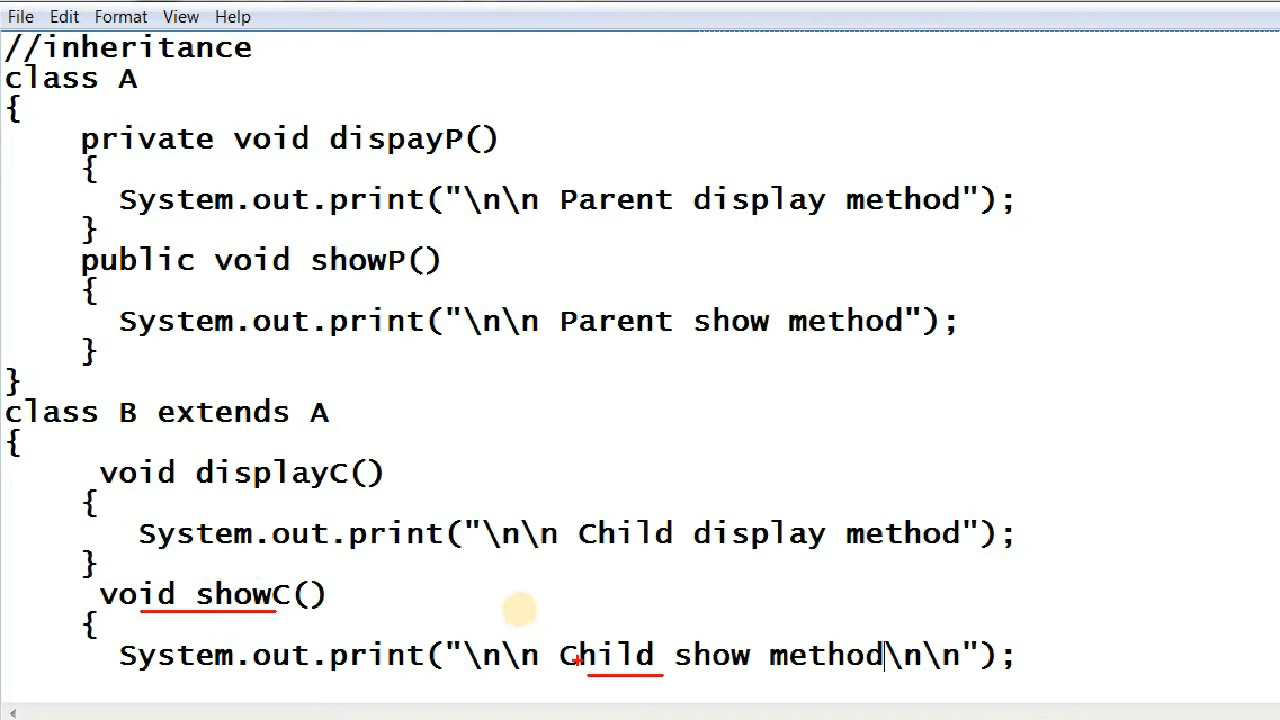 File Edit Format View Help
//inheritance
class A
{
private void dispayP()
{
System.out.print("\n\n Parent display method");
}
public void showP()
{
System.out.print("\n\n Parent show method");
}
}
class B extends A
{
void displayC()
{
System.out.print("\n\n Child display method");
}
void showC()
{
System.out.print("\n\n Child show method\n\n");